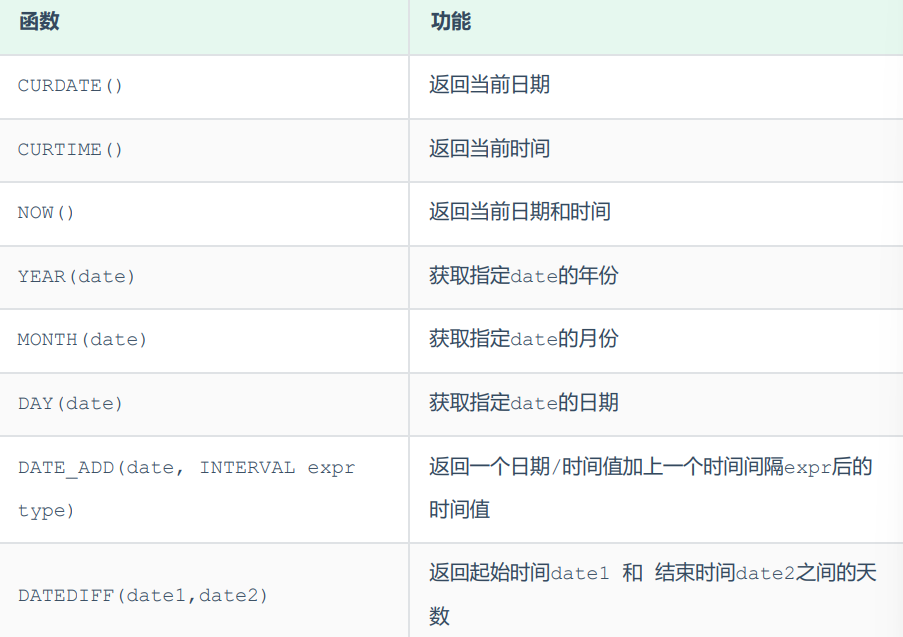 函数 功能
CURDATE() 返回当前日期
CURTIME() 返回当前时间
NOW() 返回当前日期和时间
YEAR(date) 获取指定date的年份
MONTH(date) 获取指定date的月份
DAY(date) 获取指定date的日期
DATE_ADD(date, INTERVAL expr
type)
返回一个日期/时间值加上一个时间间隔expr后的
时间值
DATEDIFF(date1,date2)
返回起始时间date1 和 结束时间date2之间的天
数